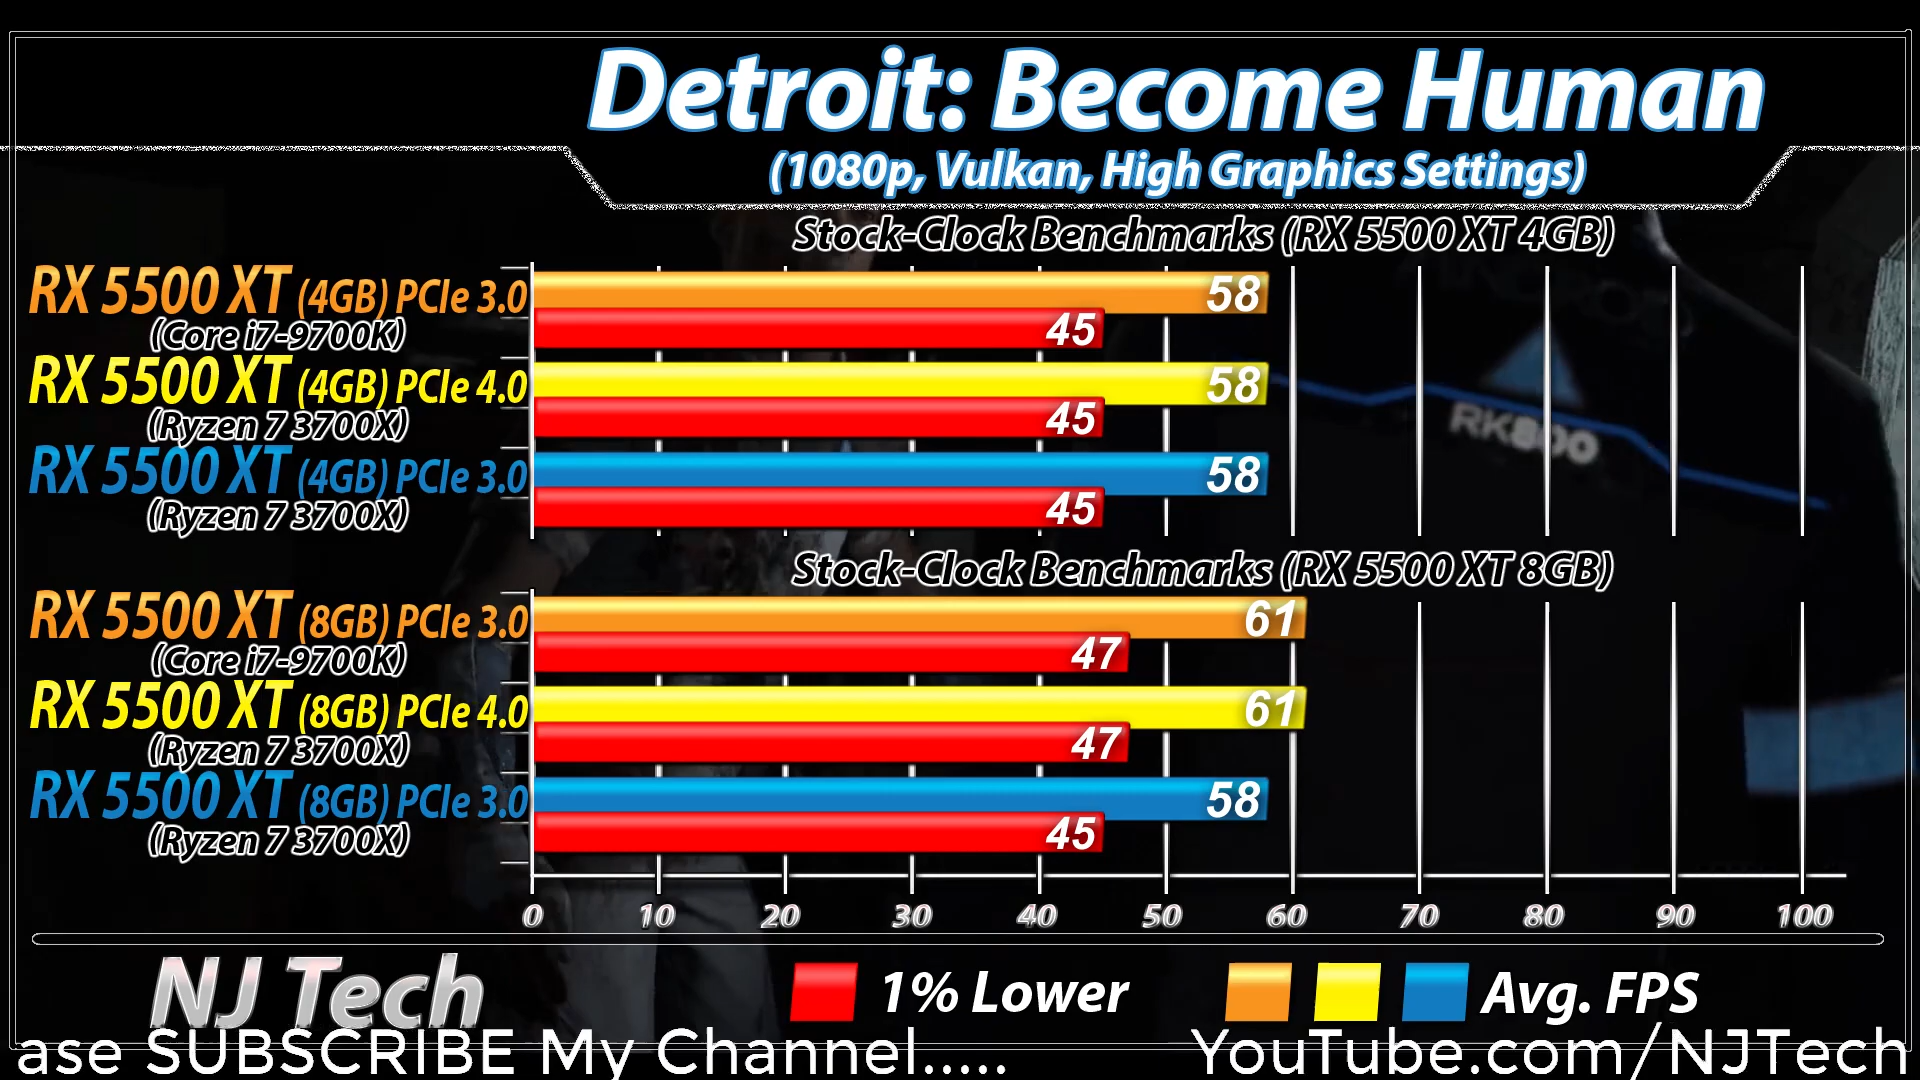 Detroit: Become Human
(1080p, Vulkan, High Graphics Settings)
Stock-Clock Benchmarks (RX 5500 XT 4GB)
RX 5500 XT (4GB) PCIe 3.0
58
(Core i7-9700K)
45
RX 5500 XT (4GB) PCIe 4.0
58
(Ryzen 7 3700X)
45
RK800
RX 5500 XT (4GB) PCIe 3.0
58
(Ryzen 7 3700X)
45
Stock-Clock Benchmarks (RX 5500 XT 8GB)
RX 5500 XT (8GB) PCIe 3.0
61
(Core i7-9700K)
47
RX 5500 XT (8GB) PCIe 4.0
61
(Ryzen 7 3700X)
47
RX 5500 XT (8GB) PCIe 3.0
58
(Ryzen 7 3700X)
45
0 10 20 30 40 50 60 70 80 90 100
NJ Tech
1% Lower
Avg. FPS
ase SUBSCRIBE My Channel..... YouTube.com/NJTech